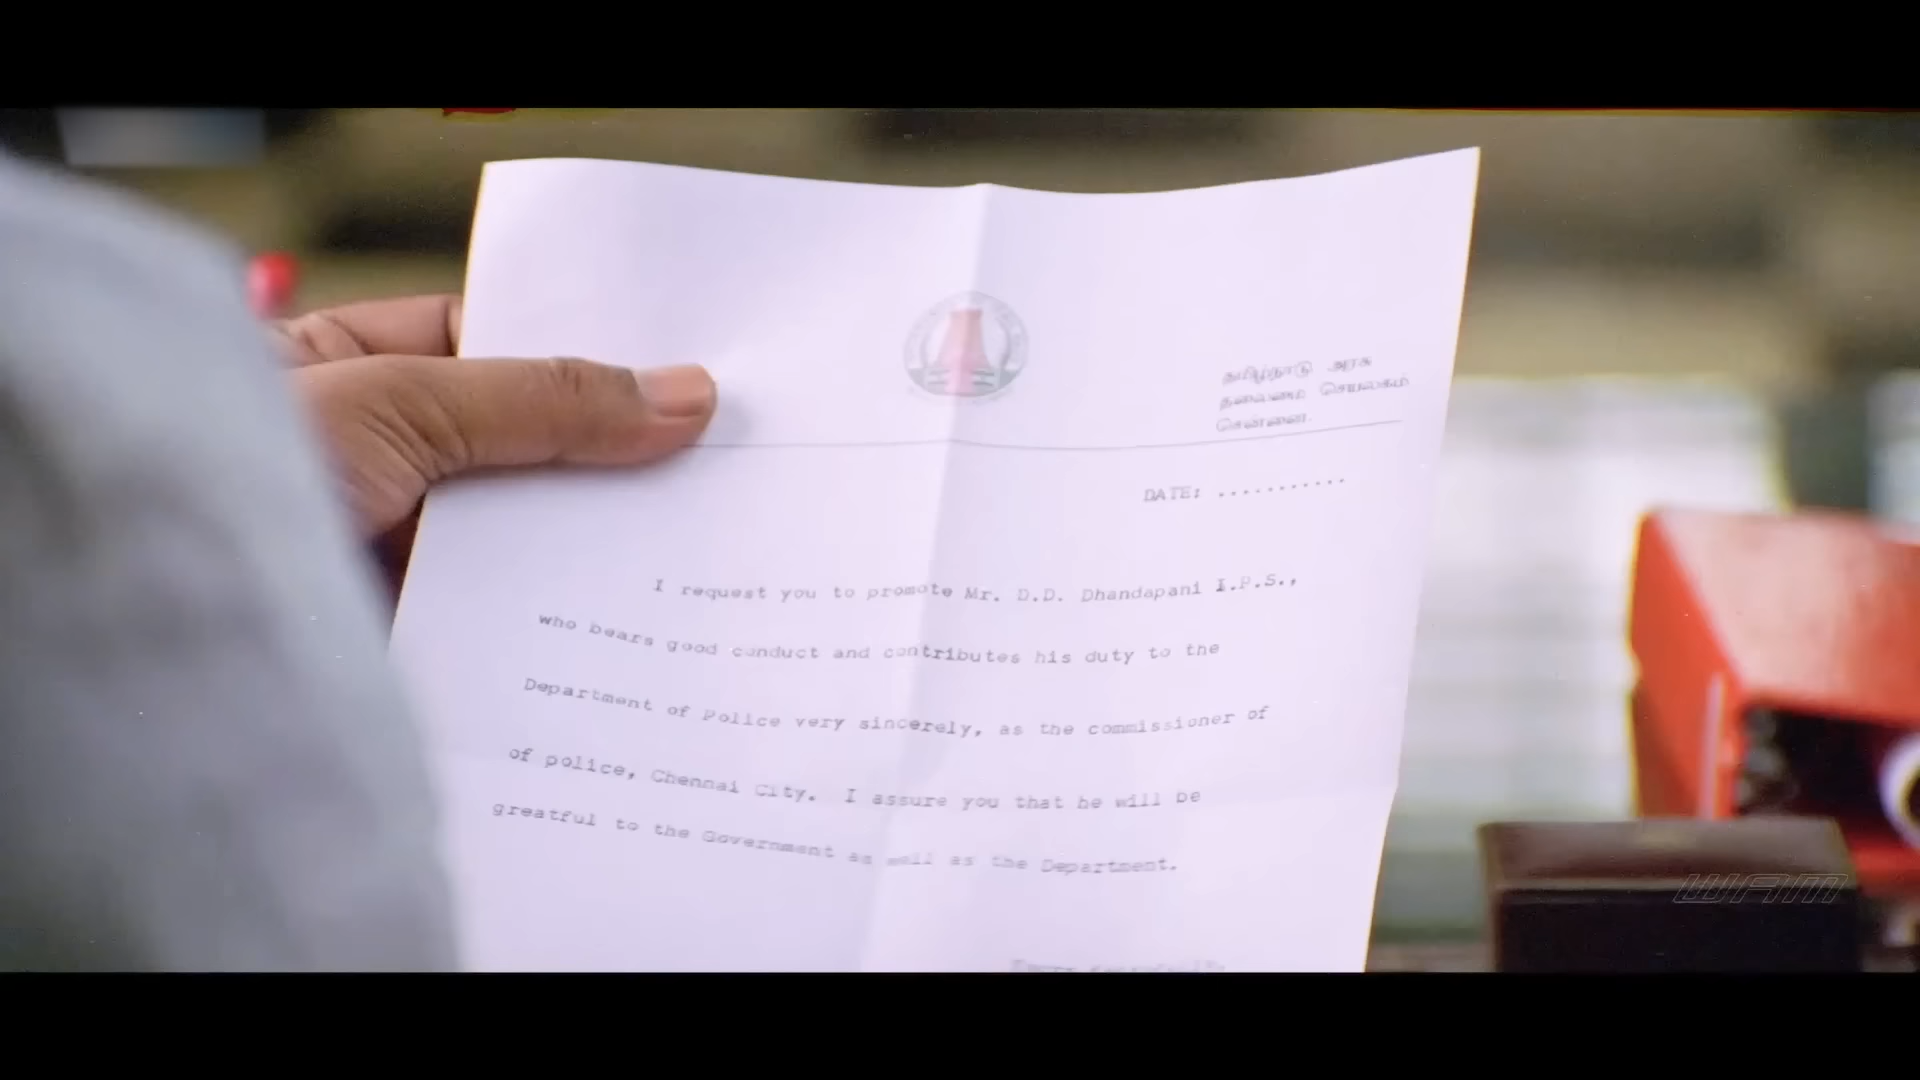 தமிழ்நாடு அரசு
தலைமை செயலகம்
சென்னை.
DATE: ...........
I request you to promote Mr. D.D. Dhandapani I.P.S.,
who bears good conduct and contributes his duty to the
Department of Police very sincerely, as the commissioner of
of police, Chennai City. I assure you that he will be
greatful to the Government as well as the Department.
WAM